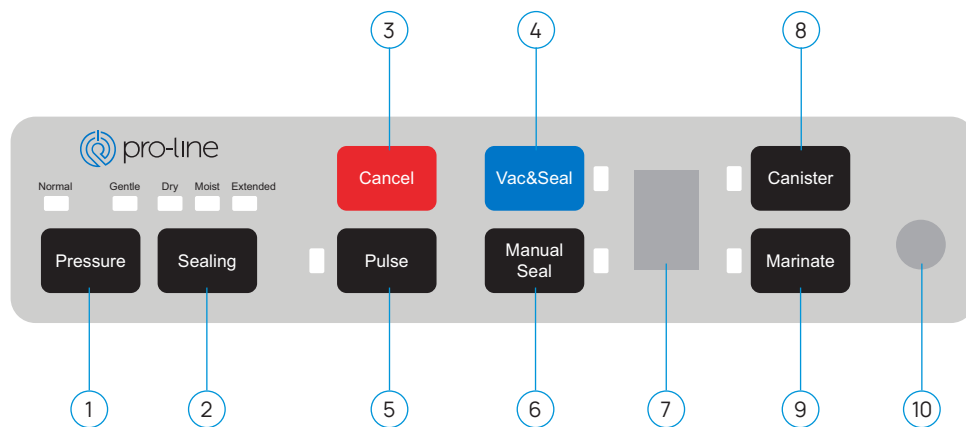 3
4
8
pro-line
Cancel
Vac&Seal
Canister
Normal
Gentle
Dry
Moist
Extended
Pressure
Sealing
Pulse
Manual
Seal
Marinate
1
2
5
6
7
9
10